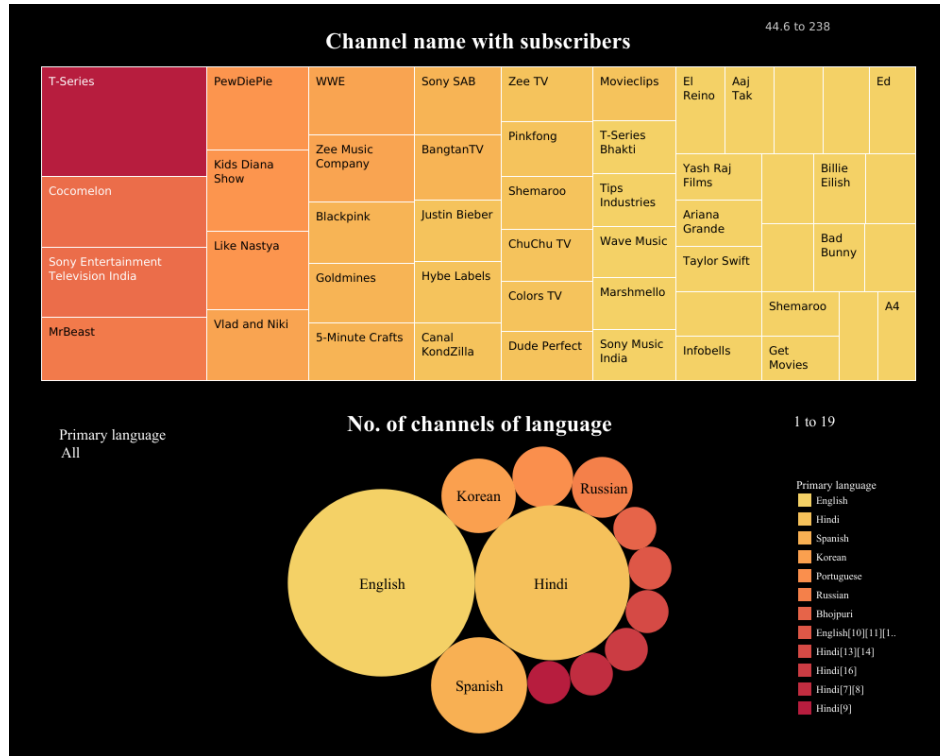 44.6 to 238
Channel name with subscribers
T-Series
Cocomelon
Sony Entertainment
Television India
MrBeast
PewDiePie
Kids Diana
Show
Like Nastya
Vlad and Niki
WWE
Zee Music
Company
Blackpink
Goldmines
5-Minute Crafts
Sony SAB
BangtanTV
Justin Bieber
Hybe Labels
Canal
KondZilla
Zee TV
Pinkfong
Shemaroo
ChuChu TV
Colors TV
Dude Perfect
Movieclips
T-Series
Bhakti
Tips
Industries
Wave Music
Marshmello
Sony Music
India
El
Reino
Aaj
Tak
Ed
Yash Raj
Films
Ariana
Grande
Taylor Swift
Infobells
Billie
Eilish
Bad
Bunny
Shemaroo
Get
Movies
A4
No. of channels of language
1 to 19
Primary language
All
English
Hindi
Spanish
Korean
Russian
Primary language
English
Hindi
Spanish
Korean
Portuguese
Russian
Bhojpuri
English[10][11][1..
Hindi[13][14]
Hindi[16]
Hindi[7][8]
Hindi[9]